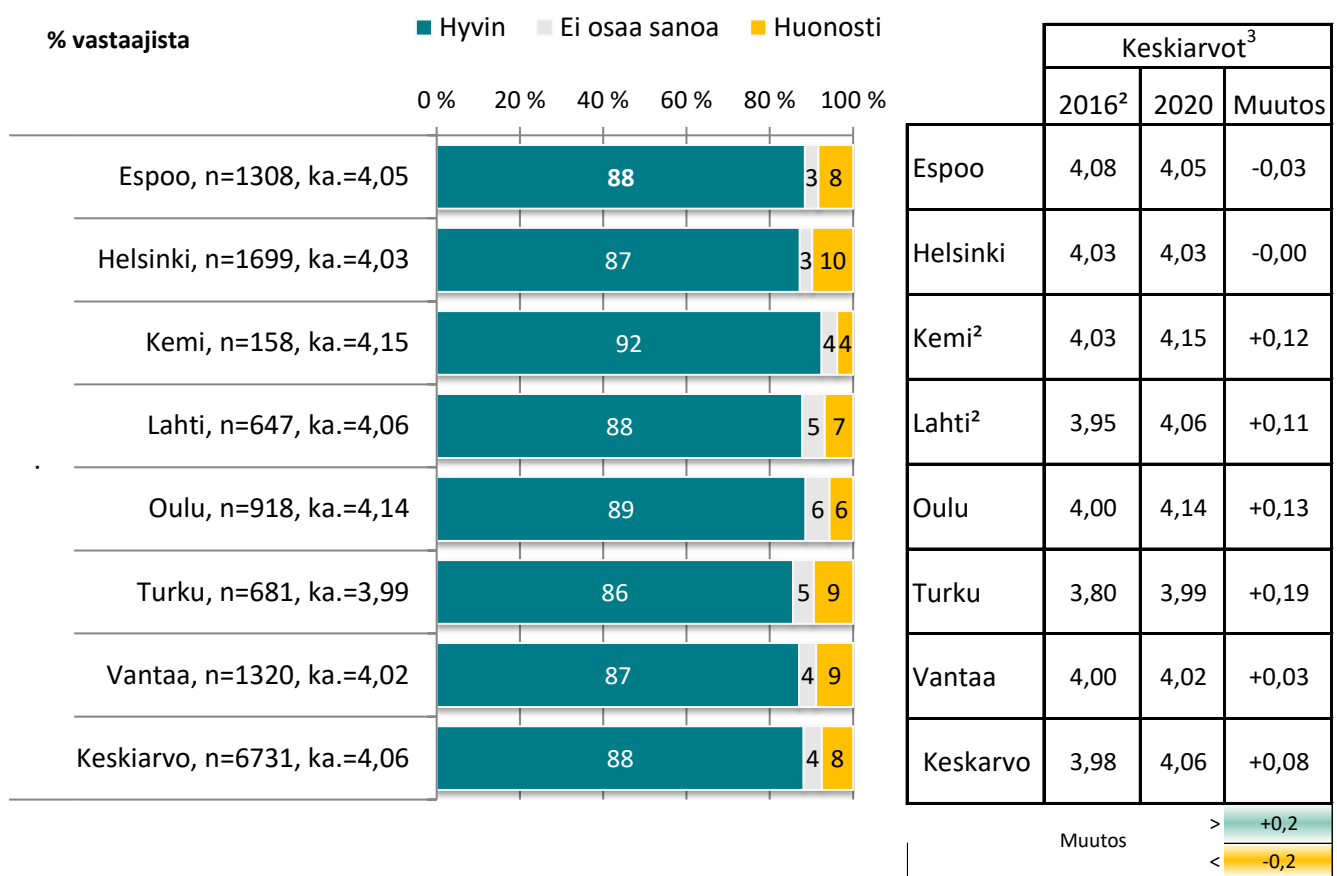 % vastaajista
Hyvin Ei osaa sanoa Huonosti
0 % 20 % 40 % 60 % 80 % 100 %
Espoo, n=1308, ka.=4,05 88 3 8
Helsinki, n=1699, ka.=4,03 87 3 10
Kemi, n=158, ka.=4,15 92 4 4
Lahti, n=647, ka.=4,06 88 5 7
.
Oulu, n=918, ka.=4,14 89 6 6
Turku, n=681, ka.=3,99 86 5 9
Vantaa, n=1320, ka.=4,02 87 4 9
Keskiarvo, n=6731, ka.=4,06 88 4 8
Keskiarvot³
2016² 2020 Muutos
Espoo 4,08 4,05 -0,03
Helsinki 4,03 4,03 -0,00
Kemi² 4,03 4,15 +0,12
Lahti² 3,95 4,06 +0,11
Oulu 4,00 4,14 +0,13
Turku 3,80 3,99 +0,19
Vantaa 4,00 4,02 +0,03
Keskarvo 3,98 4,06 +0,08
Muutos
> +0,2
< -0,2